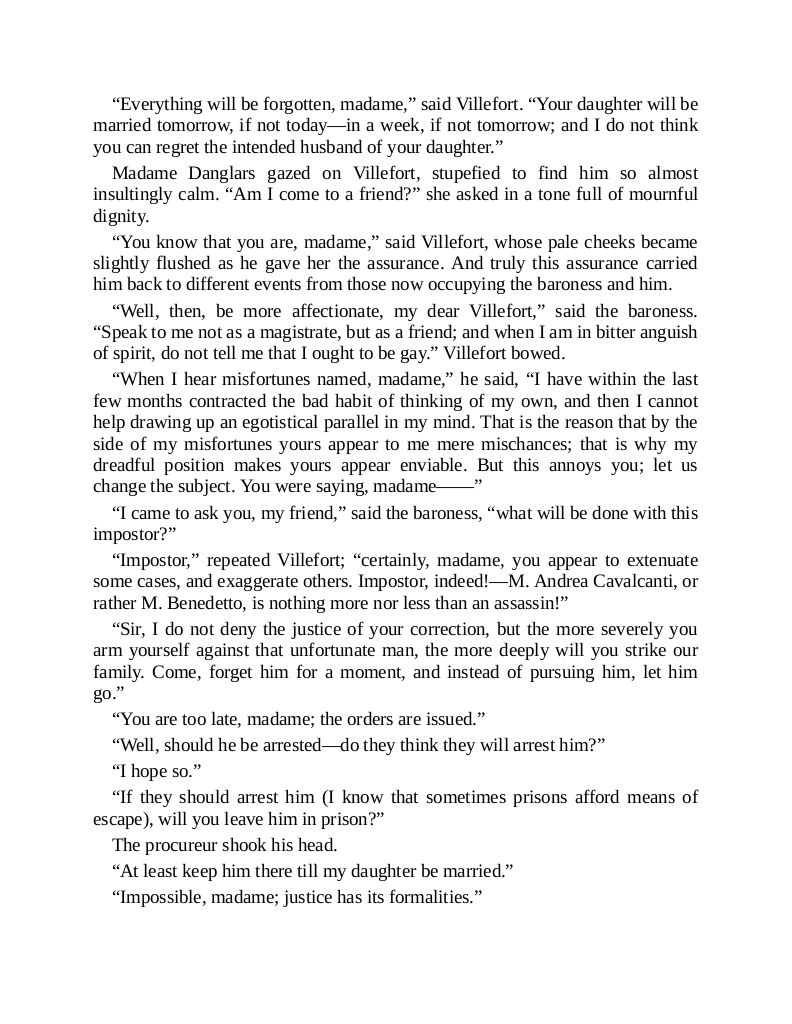 “Everything will be forgotten, madame,” said Villefort. “Your daughter will be
married tomorrow, if not today—in a week, if not tomorrow; and I do not think
you can regret the intended husband of your daughter.”
Madame Danglars gazed on Villefort, stupefied to find him so almost
insultingly calm. “Am I come to a friend?” she asked in a tone full of mournful
dignity.
“You know that you are, madame,” said Villefort, whose pale cheeks became
slightly flushed as he gave her the assurance. And truly this assurance carried
him back to different events from those now occupying the baroness and him.
“Well, then, be more affectionate, my dear Villefort,” said the baroness.
“Speak to me not as a magistrate, but as a friend; and when I am in bitter anguish
of spirit, do not tell me that I ought to be gay.” Villefort bowed.
“When I hear misfortunes named, madame,” he said, “I have within the last
few months contracted the bad habit of thinking of my own, and then I cannot
help drawing up an egotistical parallel in my mind. That is the reason that by the
side of my misfortunes yours appear to me mere mischances; that is why my
dreadful position makes yours appear enviable. But this annoys you; let us
change the subject. You were saying, madame——”
“I came to ask you, my friend,” said the baroness, “what will be done with this
impostor?”
“Impostor,” repeated Villefort; “certainly, madame, you appear to extenuate
some cases, and exaggerate others. Impostor, indeed!—M. Andrea Cavalcanti, or
rather M. Benedetto, is nothing more nor less than an assassin!”
“Sir, I do not deny the justice of your correction, but the more severely you
arm yourself against that unfortunate man, the more deeply will you strike our
family. Come, forget him for a moment, and instead of pursuing him, let him
go.”
“You are too late, madame; the orders are issued.”
“Well, should he be arrested—do they think they will arrest him?”
“I hope so.”
“If they should arrest him (I know that sometimes prisons afford means of
escape), will you leave him in prison?”
The procureur shook his head.
“At least keep him there till my daughter be married.”
“Impossible, madame; justice has its formalities.”